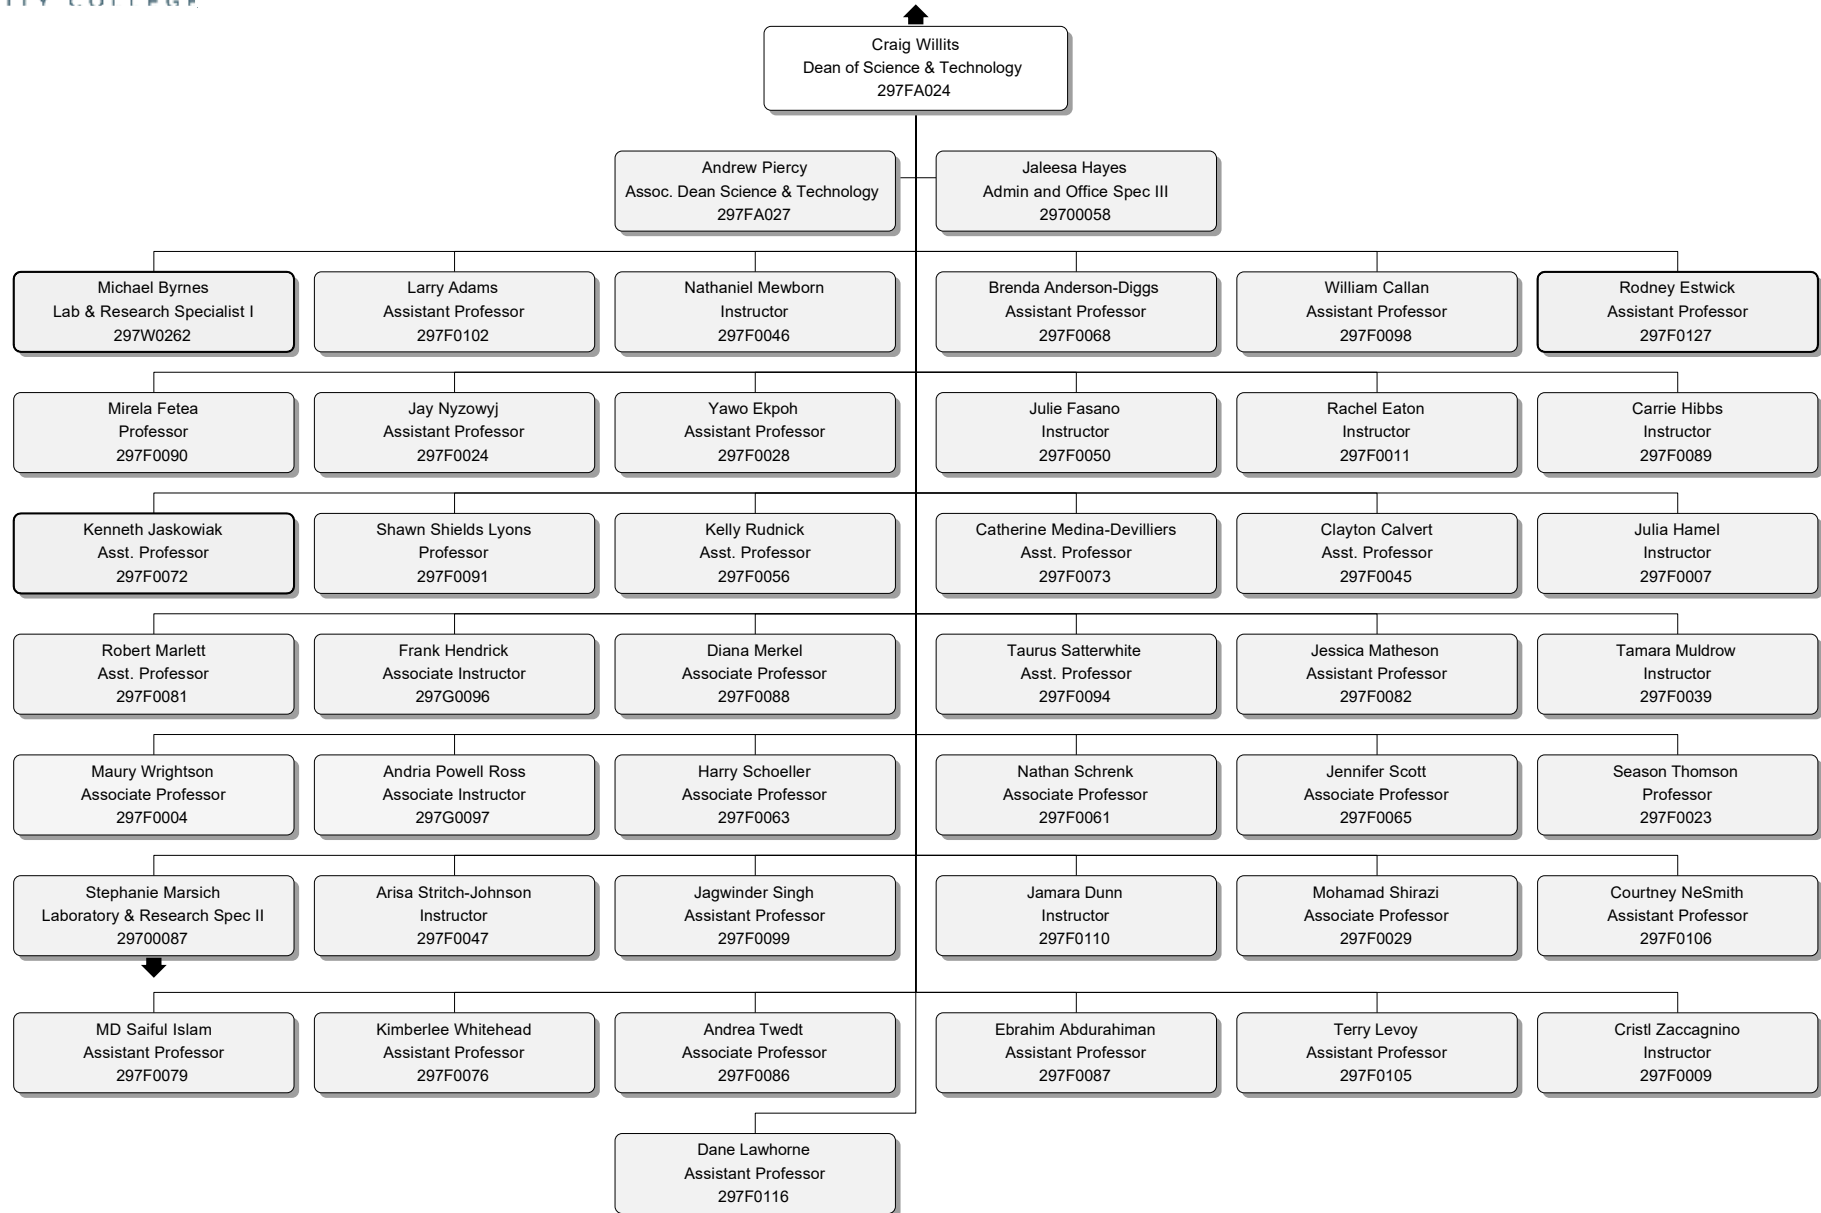 Craig Willits
Dean of Science & Technology
297FA024
Andrew Piercy
Assoc. Dean Science & Technology
297FA027
Jaleesa Hayes
Admin and Office Spec III
29700058
Michael Byrnes
Lab & Research Specialist I
297W0262
Larry Adams
Assistant Professor
297F0102
Nathaniel Mewborn
Instructor
297F0046
Brenda Anderson-Diggs
Assistant Professor
297F0068
William Callan
Assistant Professor
297F0098
Rodney Estwick
Assistant Professor
297F0127
Mirela Fetea
Professor
297F0090
Jay Nyzowyj
Assistant Professor
297F0024
Yawo Ekpoh
Assistant Professor
297F0028
Julie Fasano
Instructor
297F0050
Rachel Eaton
Instructor
297F0011
Carrie Hibbs
Instructor
297F0089
Kenneth Jaskowiak
Asst. Professor
297F0072
Shawn Shields Lyons
Professor
297F0091
Kelly Rudnick
Asst. Professor
297F0056
Catherine Medina-Devilliers
Asst. Professor
297F0073
Clayton Calvert
Asst. Professor
297F0045
Julia Hamel
Instructor
297F0007
Robert Marlett
Asst. Professor
297F0081
Frank Hendrick
Associate Instructor
297G0096
Diana Merkel
Associate Professor
297F0088
Taurus Satterwhite
Asst. Professor
297F0094
Jessica Matheson
Assistant Professor
297F0082
Tamara Muldrow
Instructor
297F0039
Maury Wrightson
Associate Professor
297F0004
Andria Powell Ross
Associate Instructor
297G0097
Harry Schoeller
Associate Professor
297F0063
Nathan Schrenk
Associate Professor
297F0061
Jennifer Scott
Associate Professor
297F0065
Season Thomson
Professor
297F0023
Stephanie Marsich
Laboratory & Research Spec II
29700087
Arisa Stritch-Johnson
Instructor
297F0047
Jagwinder Singh
Assistant Professor
297F0099
Jamara Dunn
Instructor
297F0110
Mohamad Shirazi
Associate Professor
297F0029
Courtney NeSmith
Assistant Professor
297F0106
MD Saiful Islam
Assistant Professor
297F0079
Kimberlee Whitehead
Assistant Professor
297F0076
Andrea Twedt
Associate Professor
297F0086
Ebrahim Abdurahiman
Assistant Professor
297F0087
Terry Levoy
Assistant Professor
297F0105
Cristl Zaccagnino
Instructor
297F0009
Dane Lawhorne
Assistant Professor
297F0116